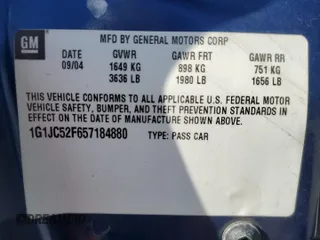 GM
MFD BY GENERAL MOTORS CORP
DATE GVWR GAWR FRT GAWR RR
09/04 1649 KG 898 KG 751 KG
3636 LB 1980 LB 1656 LB
THIS VEHICLE CONFORMS TO ALL APPLICABLE U.S. FEDERAL MOTOR
VEHICLE SAFETY, BUMPER, AND THEFT PREVENTION STANDARDS IN
EFFECT ON THE DATE OF MANUFACTURE SHOWN ABOVE.
1G1JC52F657184880 TYPE: PASS CAR